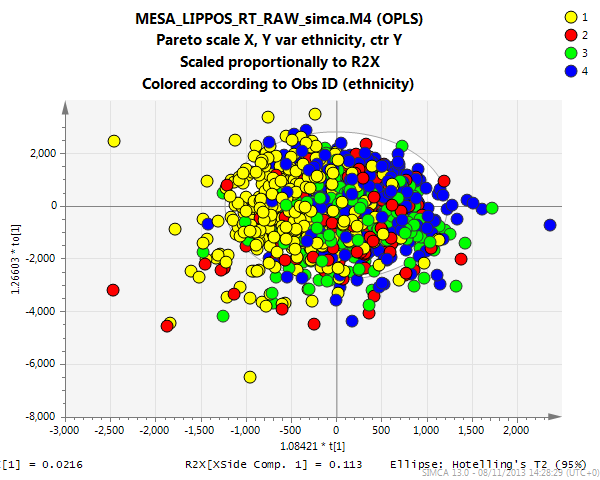 MESA_LIPPOS_RT_RAW_simca.M4 (OPLS)
Pareto scale X, Y var ethnicity, ctr Y
Scaled proportionally to R2X
Colored according to Obs ID (ethnicity)
1
2
3
4
2,000
0
-2,000
-4,000
-6,000
-8,000
1.26603 * to[1]
-3,000 -2,500 -2,000 -1,500 -1,000 -500 0 500 1,000 1,500 2,000
1.08421 * t[1]
[1] = 0.0216 R2X[XSide Comp. 1] = 0.113 Ellipse: Hotelling's T2 (95%)
SIMCA 13.0 - 08/11/2013 14:28:29 (UTC+0)